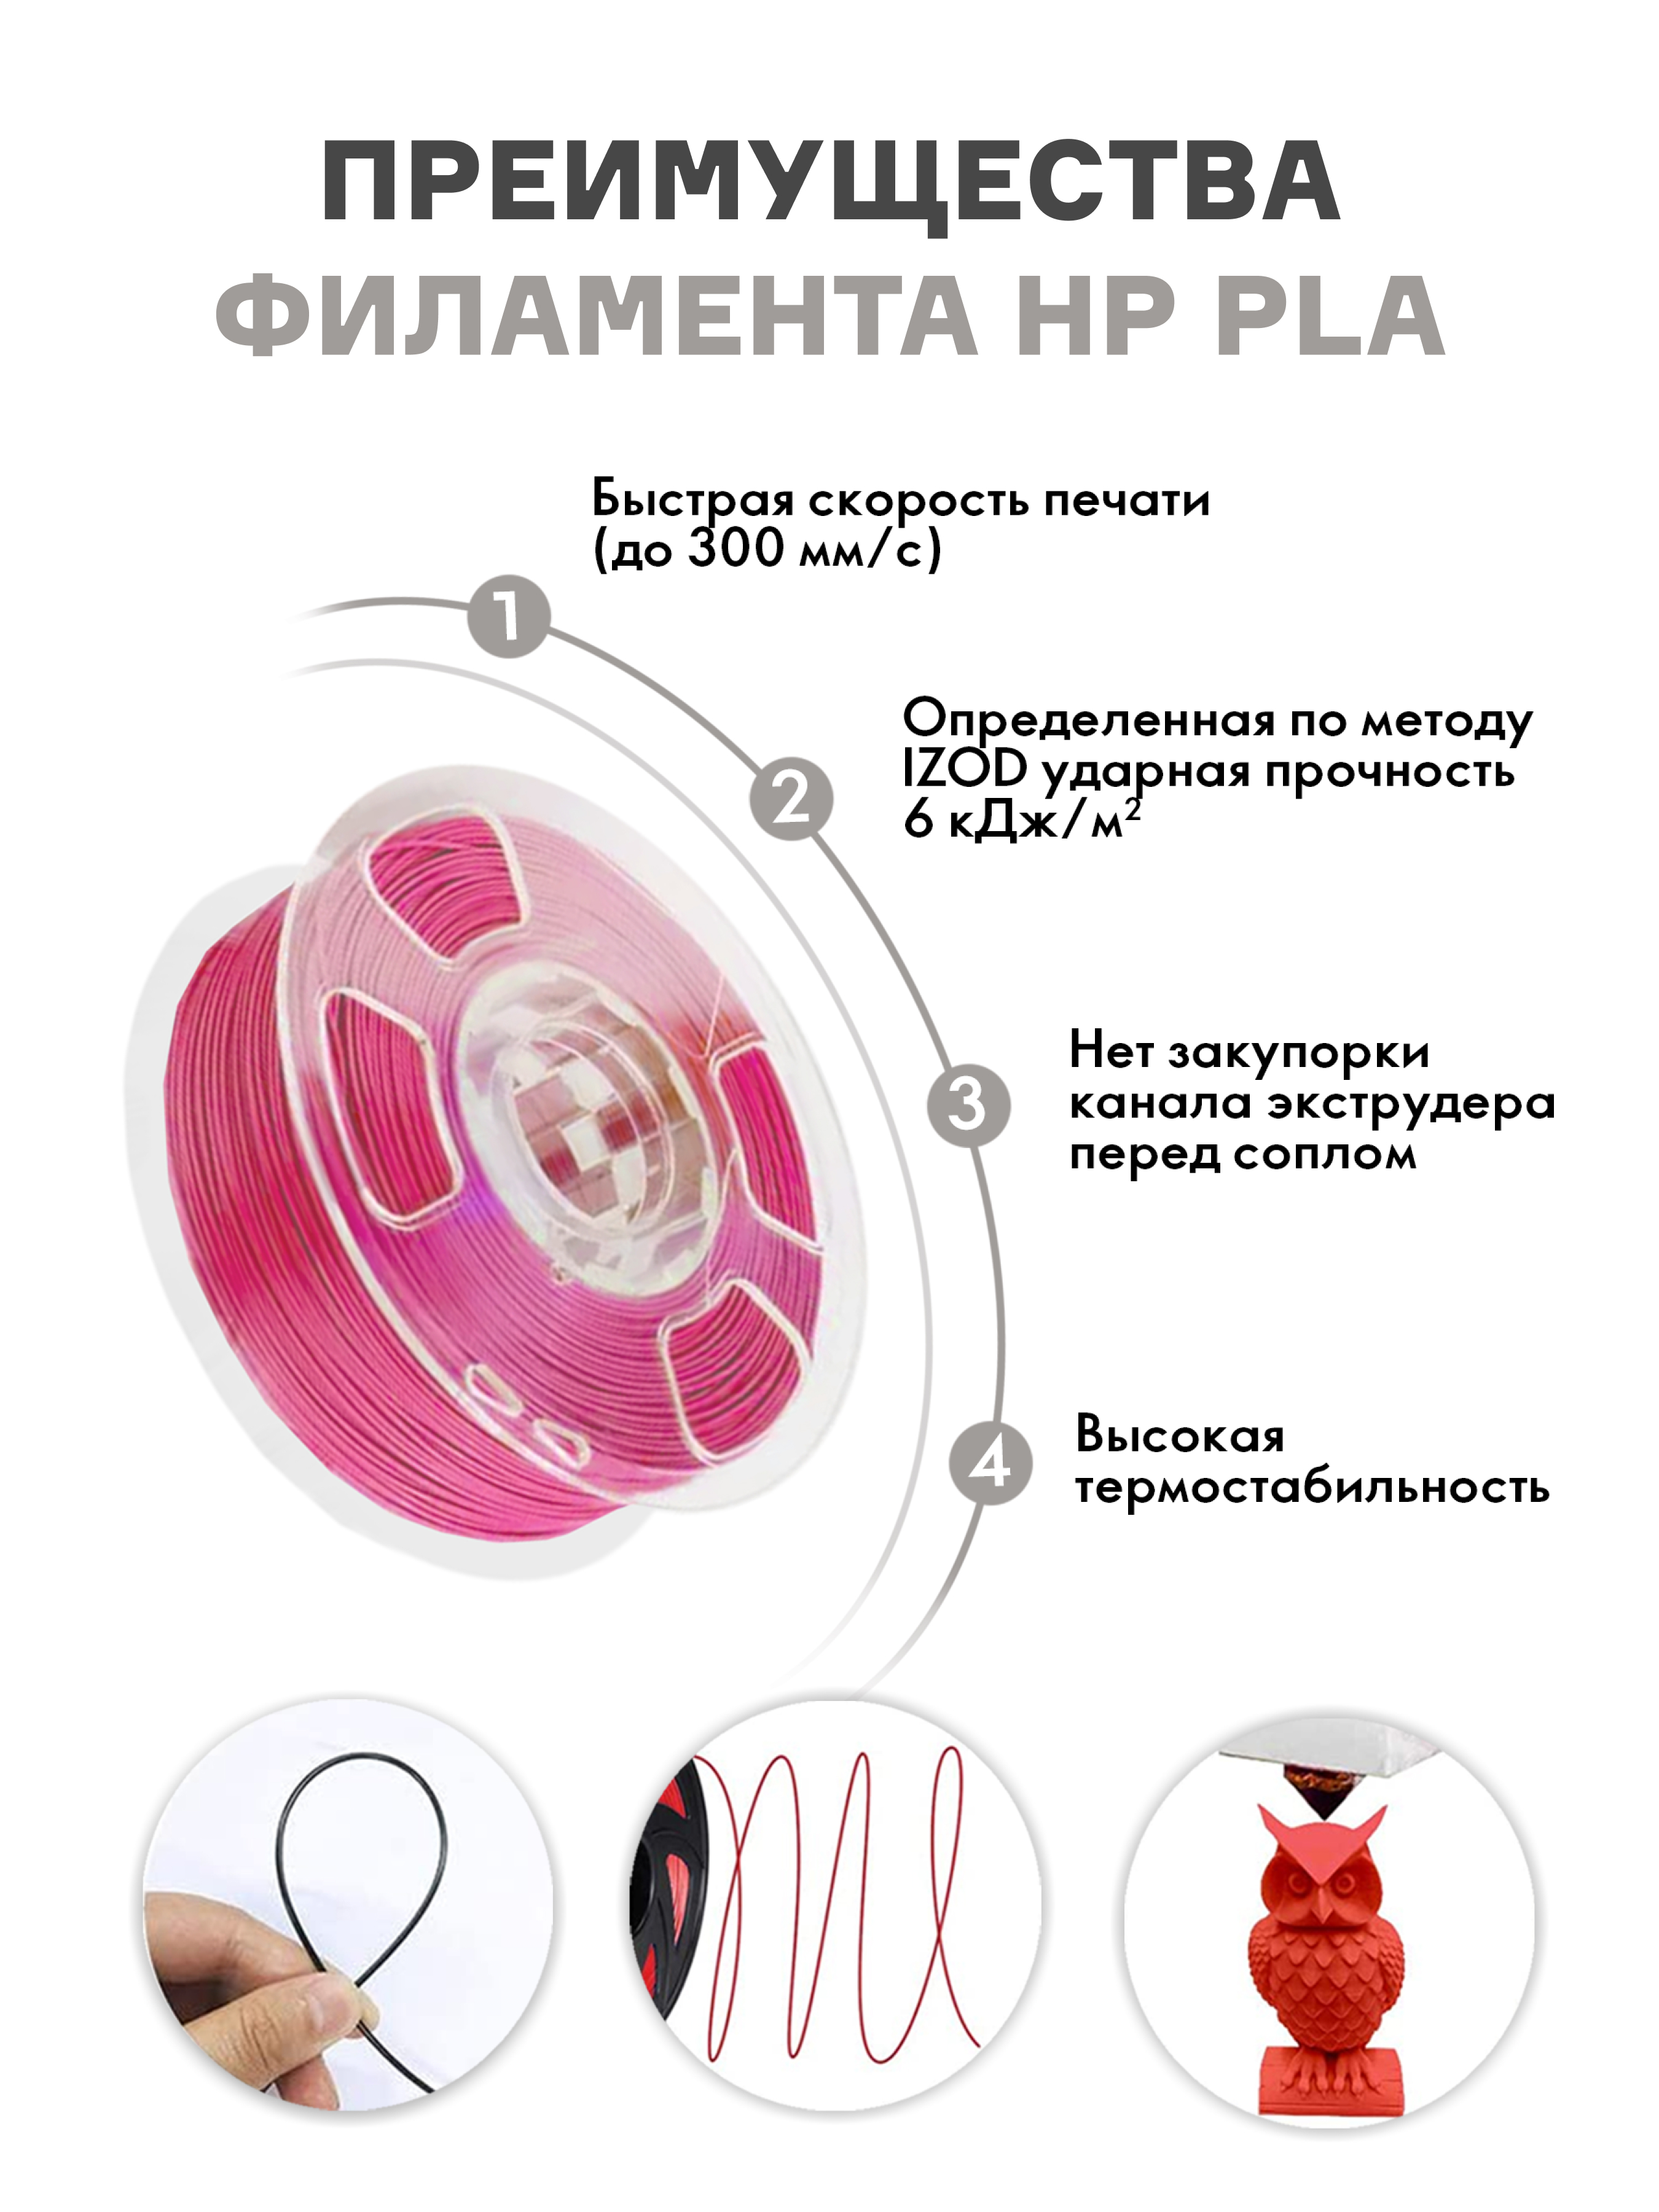 ПРЕИМУЩЕСТВА
ФИЛАМЕНТА HP PLA
Быстрая скорость печати
(до 300 мм/с)
1
Определенная по методу
IZOD ударная прочность
6 кДж/м²
2
Нет закупорки
канала экструдера
перед соплом
3
Высокая
термостабильность
4